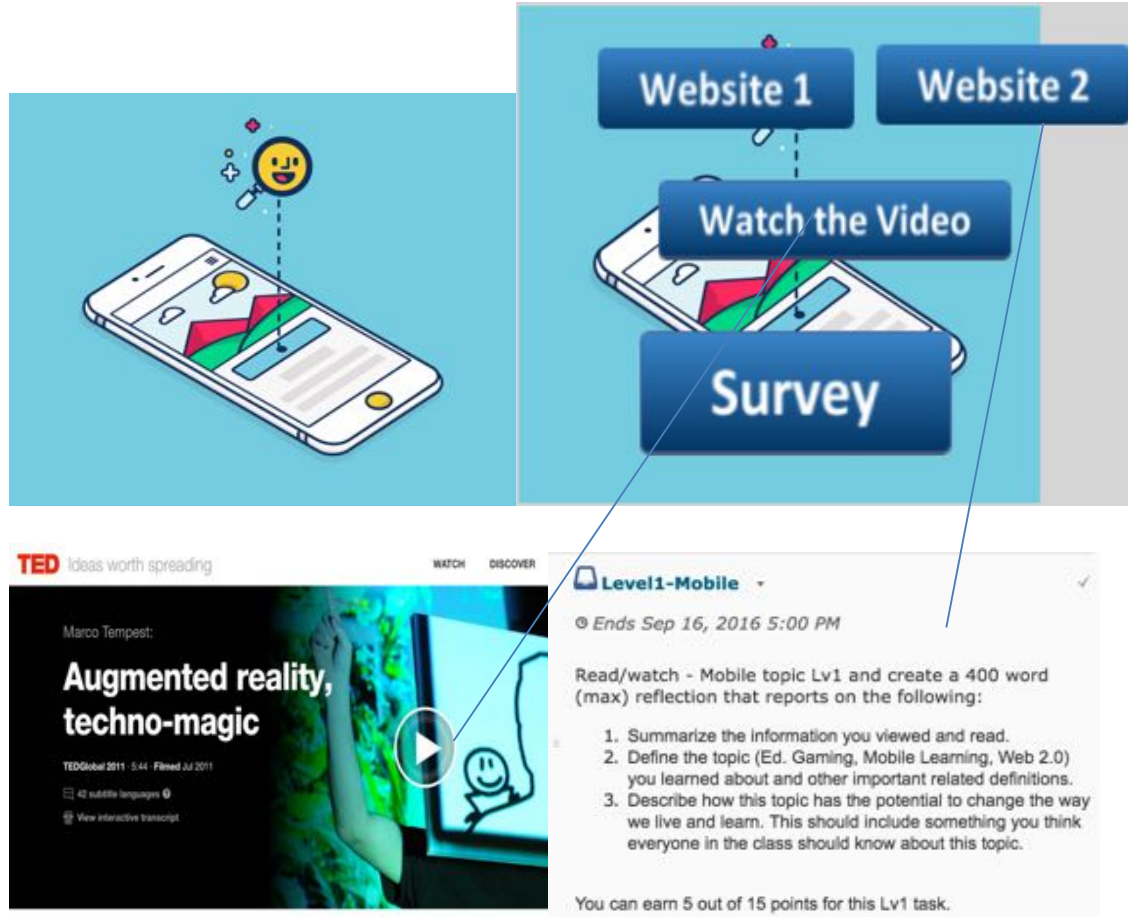 Website 1
Website 2
Watch the Video
Survey
TED Ideas worth spreading
WATCH DISCOVER
Marco Tempest:
Augmented reality,
techno-magic
TEDGlobal 2011 · 5:44 · Filmed Jul 2011
42 subtitle languages
View interactive transcript
Level1-Mobile
Ends Sep 16, 2016 5:00 PM
Read/watch - Mobile topic Lv1 and create a 400 word
(max) reflection that reports on the following:
1. Summarize the information you viewed and read.
2. Define the topic (Ed. Gaming, Mobile Learning, Web 2.0)
you learned about and other important related definitions.
3. Describe how this topic has the potential to change the way
we live and learn. This should include something you think
everyone in the class should know about this topic.
You can earn 5 out of 15 points for this Lv1 task.